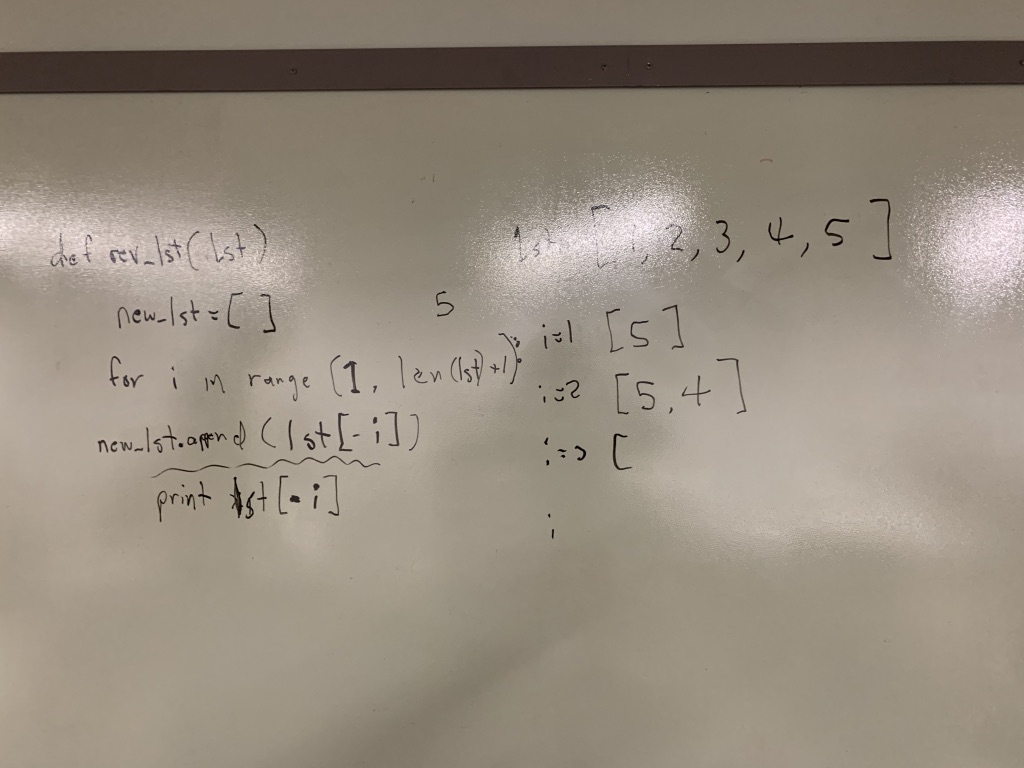 def rev_lst(lst)
new_lst = [ ]
for i in range (1, len(lst)+1):
new_lst.append(lst[-i])
print lst[-i]
lst [1, 2, 3, 4, 5]
5
i=1 [5]
i=2 [5,4]
i= [
i